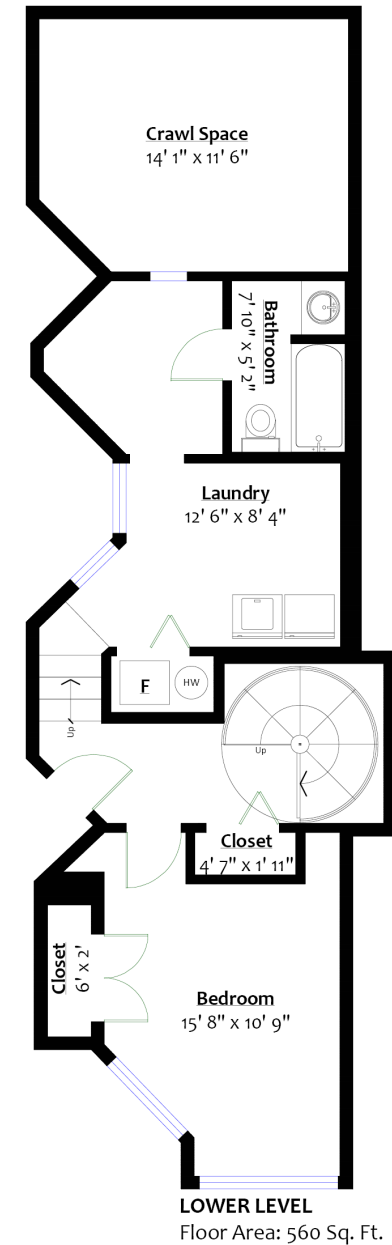 Crawl Space
14' 1" x 11' 6"
Bathroom
7' 10" x 5' 2"
Laundry
12' 6" x 8' 4"
F
HW
Up
Up
Closet
4' 7" x 1' 11"
Closet
6' x 2'
Bedroom
15' 8" x 10' 9"
LOWER LEVEL
Floor Area: 560 Sq. Ft.